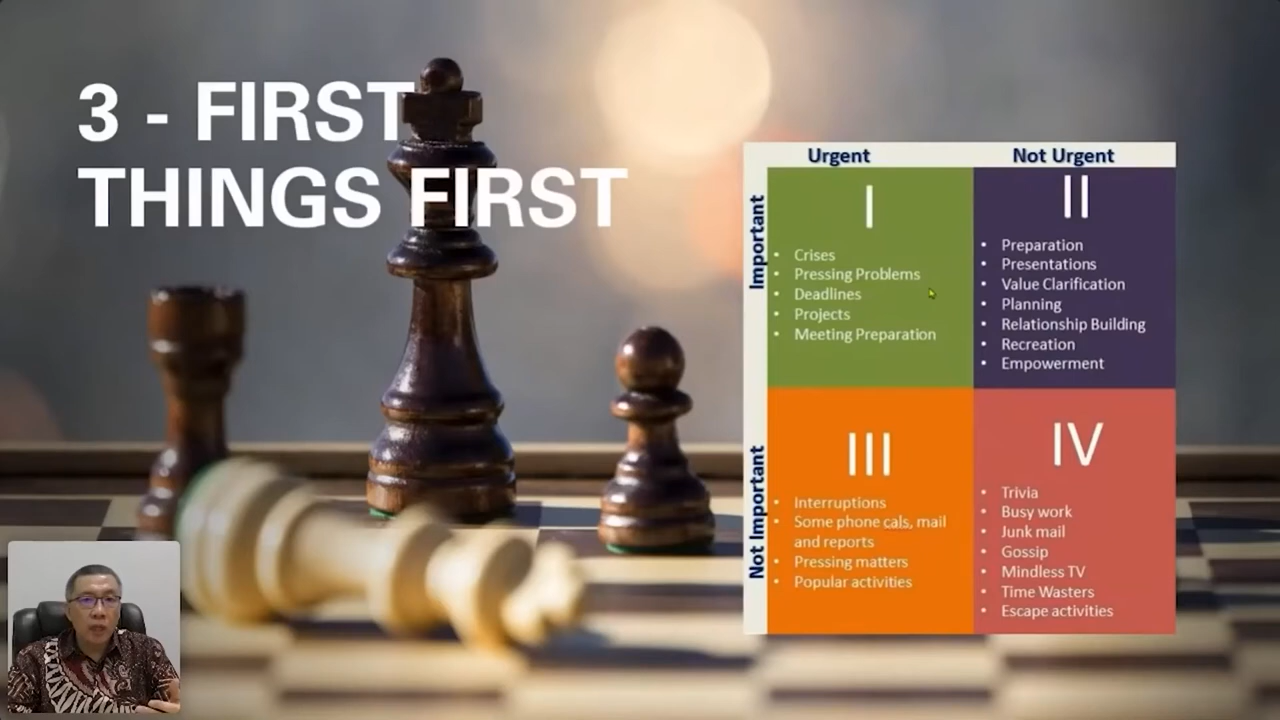 3 - FIRST
THINGS FIRST
Urgent
Not Urgent
Important
I
• Crises
• Pressing Problems
• Deadlines
• Projects
• Meeting Preparation
II
• Preparation
• Presentations
• Value Clarification
• Planning
• Relationship Building
• Recreation
• Empowerment
Not Important
III
• Interruptions
• Some phone cals, mail
and reports
• Pressing matters
• Popular activities
IV
• Trivia
• Busy work
• Junk mail
• Gossip
• Mindless TV
• Time Wasters
• Escape activities